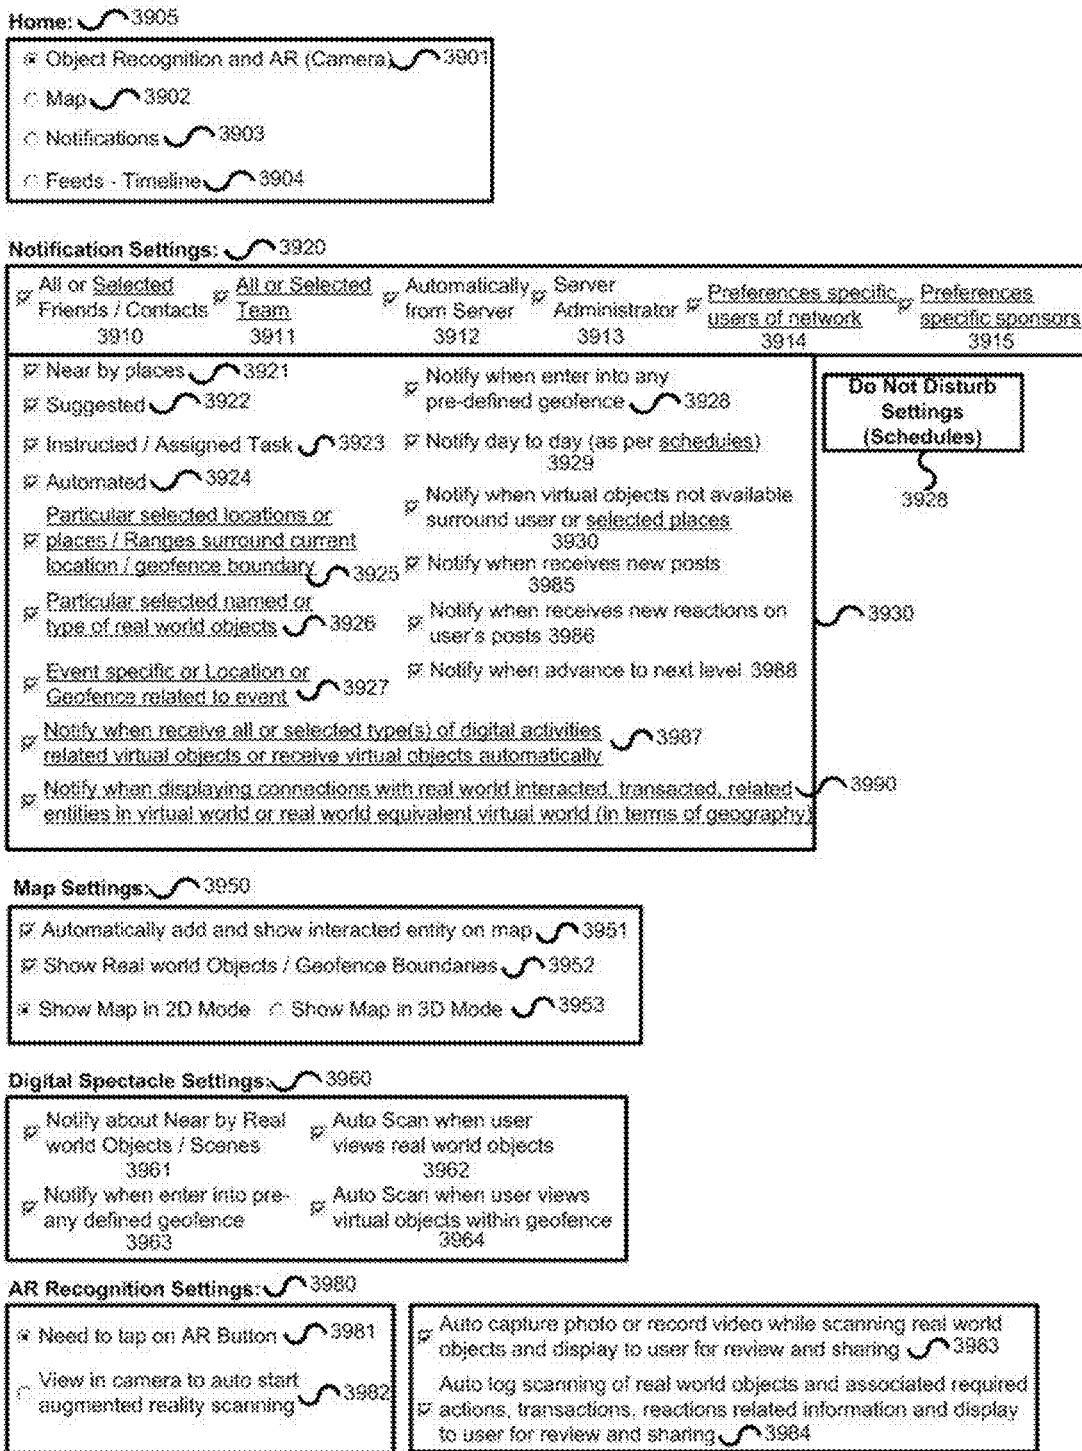 Home: 3905
Object Recognition and AR (Camera) 3901
Map 3902
Notifications 3903
Feeds - Timeline 3904
Notification Settings: 3920
All or Selected
Friends / Contacts
3910
All or Selected
Team
3911
Automatically
from Server
3912
Server
Administrator
3913
Preferences specific
users of network
3914
Preferences
specific sponsors
3915
Near by places 3921
Suggested 3922
Instructed / Assigned Task 3923
Automated 3924
Particular selected locations or
places / Ranges surround current
location / geofence boundary 3925
Particular selected named or
type of real world objects 3926
Event specific or Location or
Geofence related to event 3927
Notify when enter into any
pre-defined geofence 3928
Notify day to day (as per schedules)
3929
Notify when virtual objects not available
surround user or selected places
3930
Notify when receives new posts
3985
Notify when receives new reactions on
user's posts 3986
Notify when advance to next level 3988
Notify when receive all or selected type(s) of digital activities
related virtual objects or receive virtual objects automatically 3987
Notify when displaying connections with real world interacted, transacted, related
entities in virtual world or real world equivalent virtual world (in terms of geography) 3990
Do Not Disturb
Settings
(Schedules)
3928
3930
Map Settings: 3950
Automatically add and show interacted entity on map 3951
Show Real world Objects / Geofence Boundaries 3952
Show Map in 2D Mode Show Map in 3D Mode 3953
Digital Spectacle Settings: 3960
Notify about Near by Real
world Objects / Scenes
3961
Auto Scan when user
views real world objects
3962
Notify when enter into pre-
any defined geofence
3963
Auto Scan when user views
virtual objects within geofence
3964
AR Recognition Settings: 3980
Need to tap on AR Button 3981
View in camera to auto start
augmented reality scanning 3982
Auto capture photo or record video while scanning real world
objects and display to user for review and sharing 3983
Auto log scanning of real world objects and associated required
actions, transactions, reactions related information and display
to user for review and sharing 3984